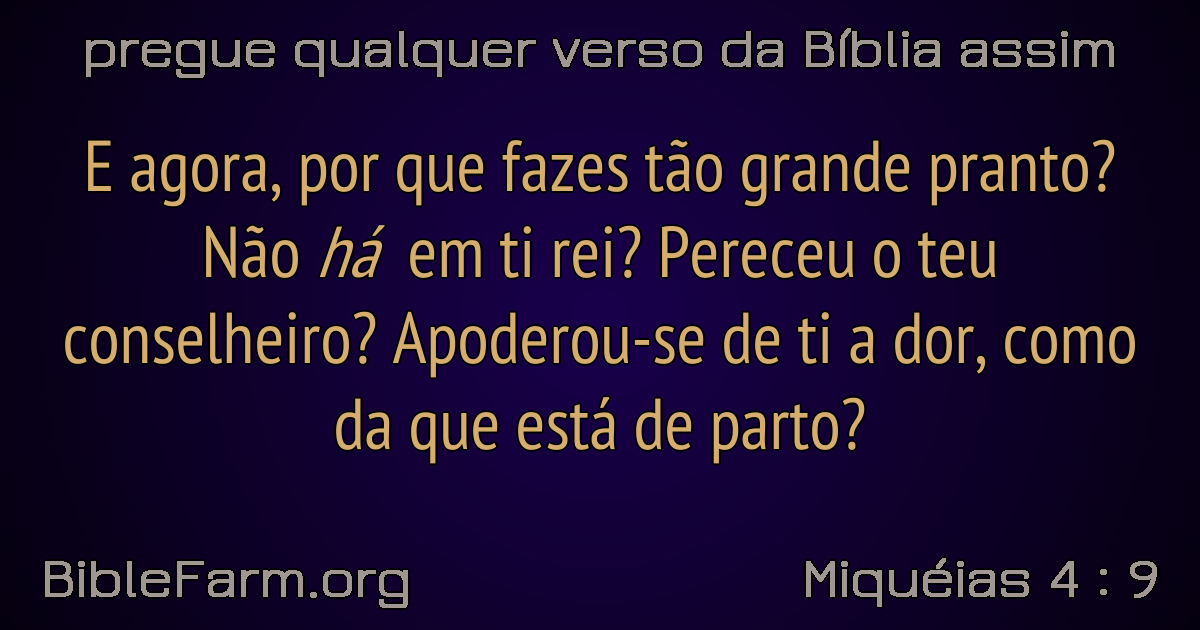 pregue qualquer verso da Bíblia assim
E agora, por que fazes tão grande pranto?
Não há em ti rei? Pereceu o teu
conselheiro? Apoderou-se de ti a dor, como
da que está de parto?
BibleFarm.org
Miquéias 4 : 9